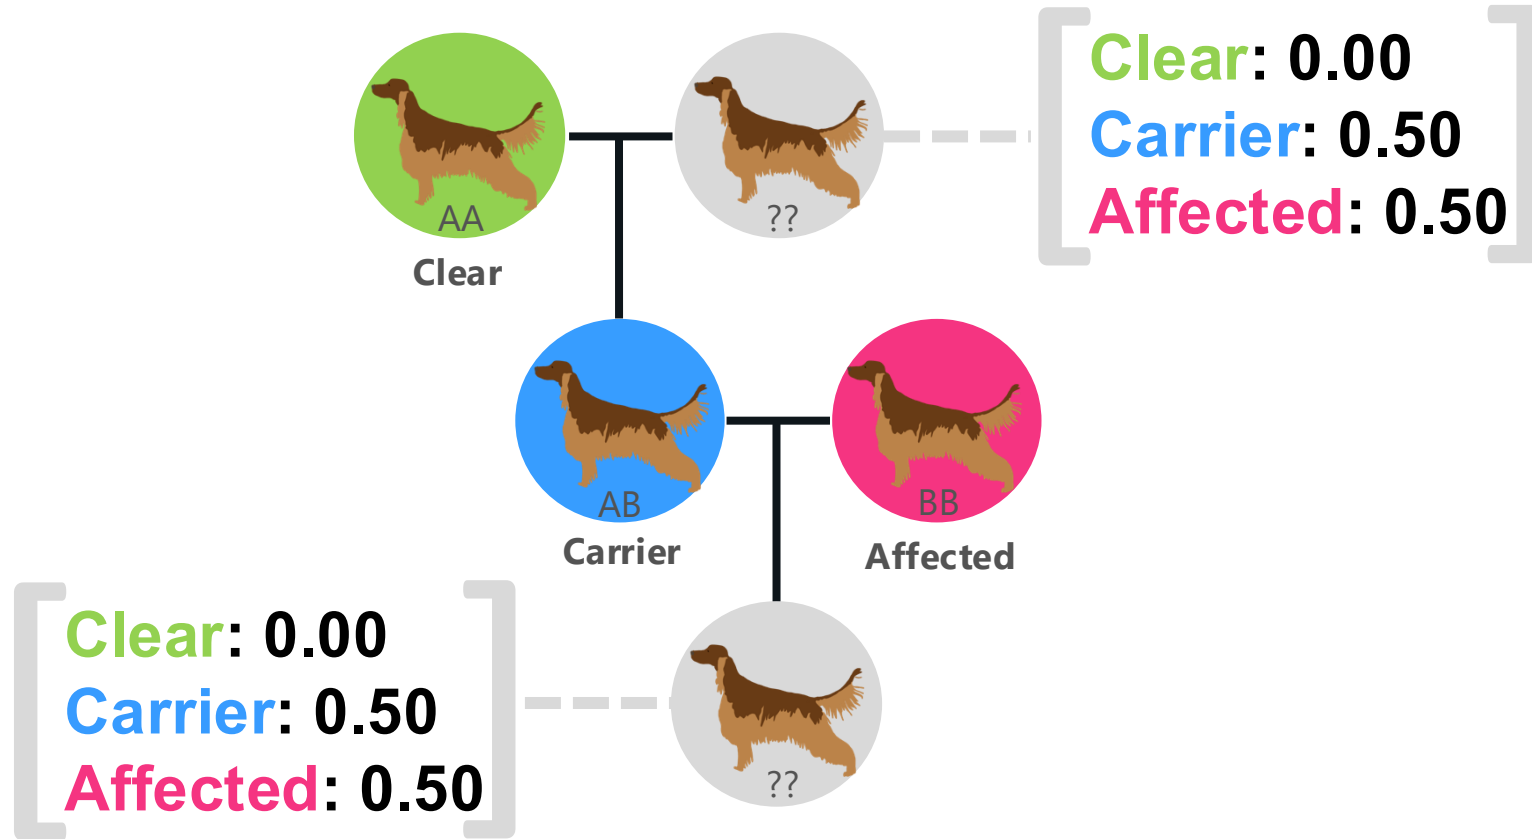 Clear: 0.00
Carrier: 0.50
Affected: 0.50
AA
??
Clear
AB
BB
Carrier
Affected
Clear: 0.00
Carrier: 0.50
Affected: 0.50
??